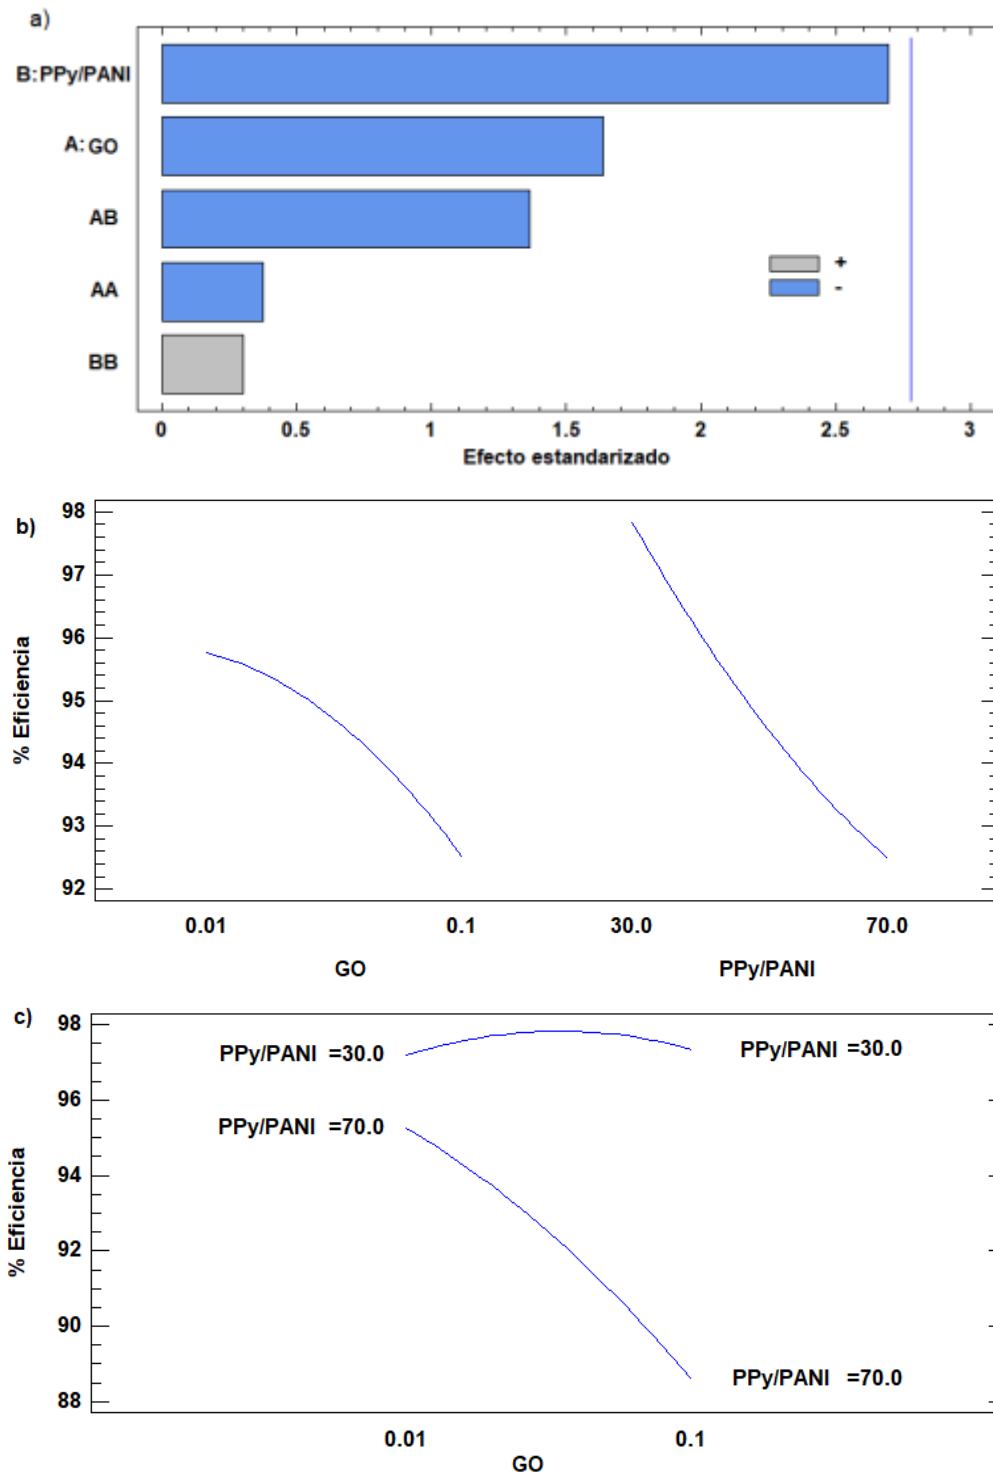 a)
B:PPy/PANI
A: GO
AB
AA
BB
+
-
0 0.5 1 1.5 2 2.5 3
Efecto estandarizado
b)
98
97
96
95
94
93
92
% Eficiencia
0.01 0.1 30.0 70.0
GO PPy/PANI
c)
98
96
94
92
90
88
% Eficiencia
PPy/PANI =30.0 PPy/PANI =30.0
PPy/PANI =70.0
PPy/PANI =70.0
0.01 0.1
GO